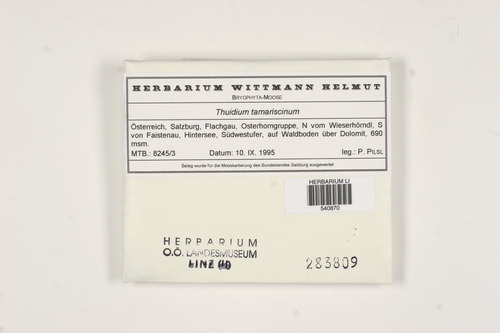 HERBARIUM WITTMANN HELMUT
BRYOPHYTA-MOOSE
Thuidium tamariscinum
Österreich, Salzburg, Flachgau, Osterhorngruppe, N vom Wieserhörndl, S
von Faistenau, Hintersee, Südwestufer, auf Waldboden über Dolomit, 690
msm.
MTB.: 8245/3 Datum: 10. IX. 1995 leg.: P. PILSL
Beleg wurde für die Mooskartierung des Bundeslandes Salzburg ausgewertet
HERBARIUM LI
540870
HERBARIUM
O.Ö. LANDESMUSEUM
LINZ
283809